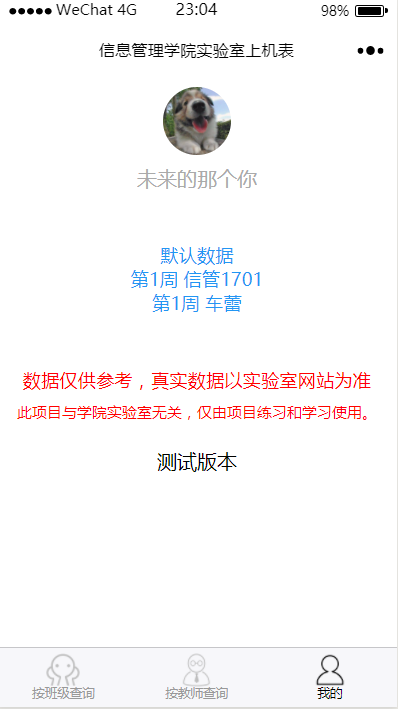 WeChat 4G 23:04 98%
信息管理学院实验室上机表
未来的那个你
默认数据
第1周 信管1701
第1周 车蕾
数据仅供参考，真实数据以实验室网站为准
此项目与学院实验室无关，仅由项目练习和学习使用。
测试版本
按班级查询 按教师查询 我的